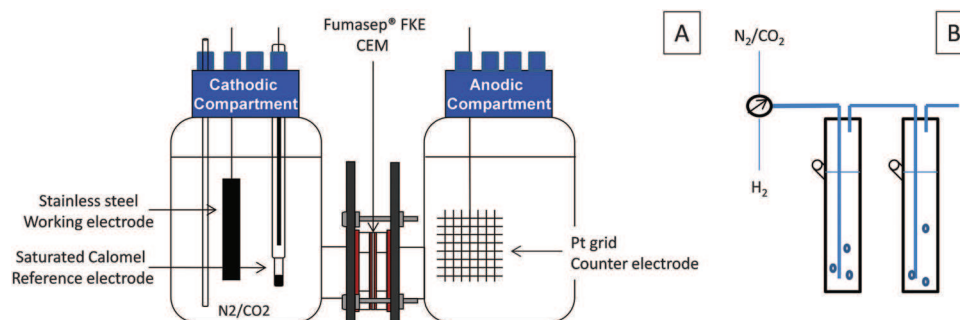 Fumasep® FKE
CEM
A
N₂/CO₂
B
Cathodic
Compartment
Anodic
Compartment
Stainless steel
Working electrode
H₂
Saturated Calomel
Reference electrode
Pt grid
Counter electrode
N2/CO2